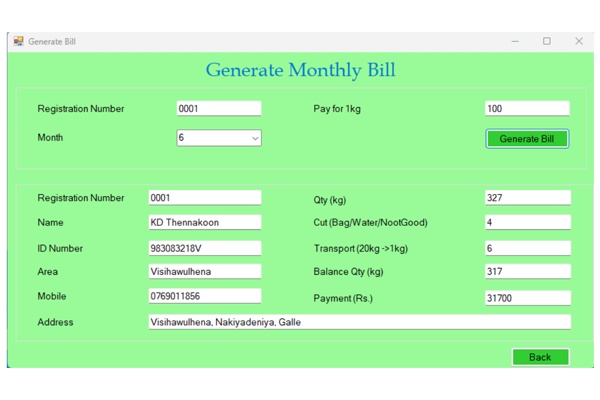 Generate Bill
Generate Monthly Bill
Registration Number 0001 Pay for 1kg 100
Month 6 Generate Bill
Registration Number 0001 Qty (kg) 327
Name KD Thennakoon Cut (Bag/Water/NootGood) 4
ID Number 983083218V Transport (20kg ->1kg) 6
Area Visihawulhena Balance Qty (kg) 317
Mobile 0769011856 Payment (Rs.) 31700
Address Visihawulhena, Nakiyadeniya, Galle
Back